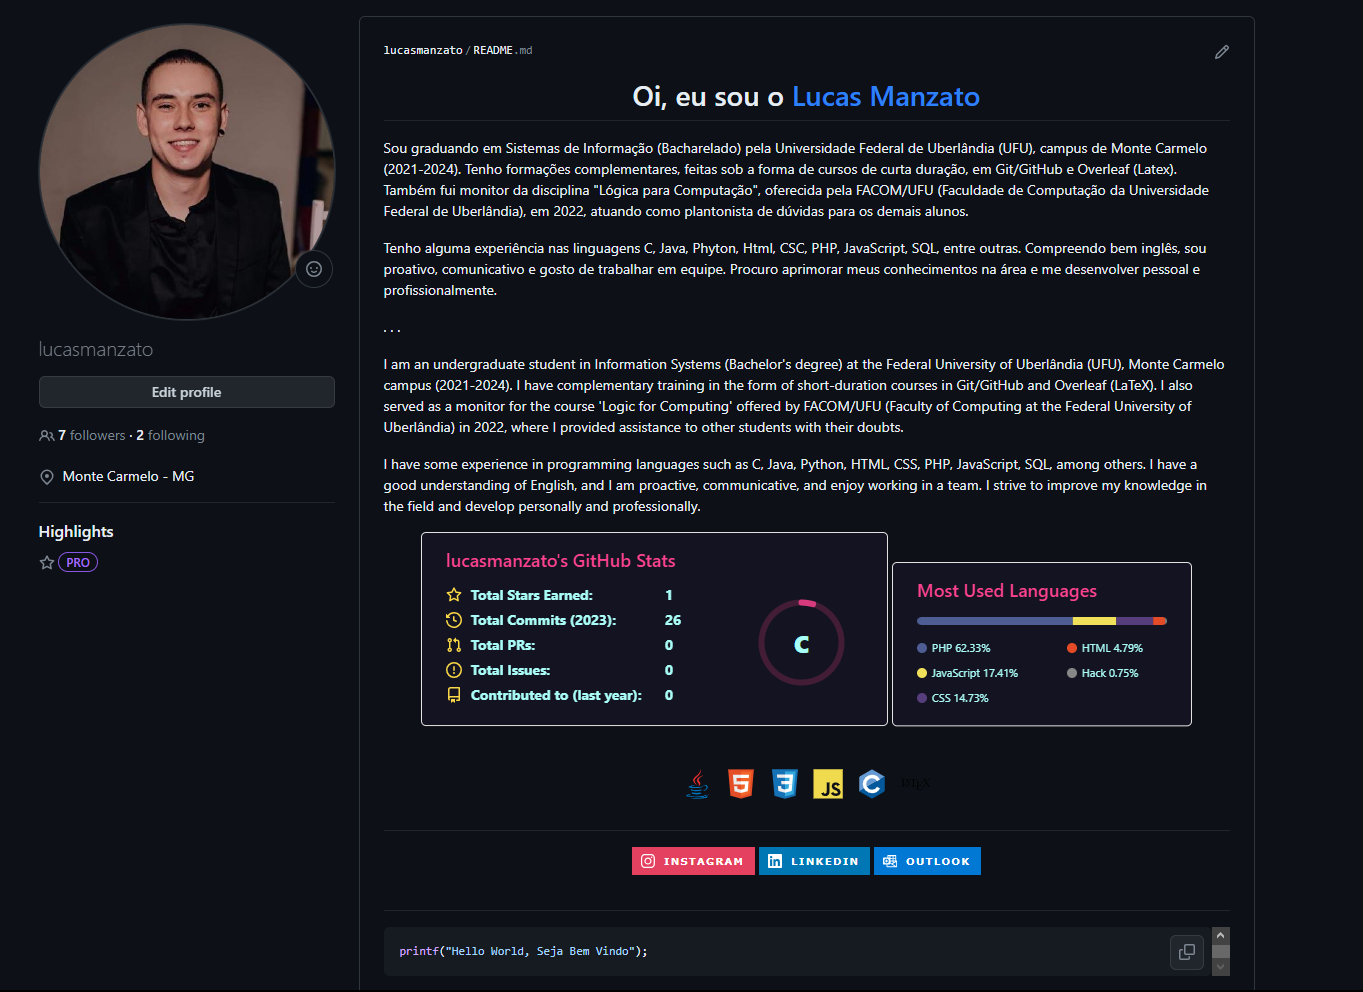 lucasmanzato
Edit profile
7 followers · 2 following
Monte Carmelo - MG
Highlights
PRO
lucasmanzato / README.md
Oi, eu sou o Lucas Manzato
Sou graduando em Sistemas de Informação (Bacharelado) pela Universidade Federal de Uberlândia (UFU), campus de Monte Carmelo
(2021-2024). Tenho formações complementares, feitas sob a forma de cursos de curta duração, em Git/GitHub e Overleaf (Latex).
Também fui monitor da disciplina "Lógica para Computação", oferecida pela FACOM/UFU (Faculdade de Computação da Universidade
Federal de Uberlândia), em 2022, atuando como plantonista de dúvidas para os demais alunos.
Tenho alguma experiência nas linguagens C, Java, Phyton, Html, CSC, PHP, JavaScript, SQL, entre outras. Compreendo bem inglês, sou
proativo, comunicativo e gosto de trabalhar em equipe. Procuro aprimorar meus conhecimentos na área e me desenvolver pessoal e
profissionalmente.
. . .
I am an undergraduate student in Information Systems (Bachelor's degree) at the Federal University of Uberlândia (UFU), Monte Carmelo
campus (2021-2024). I have complementary training in the form of short-duration courses in Git/GitHub and Overleaf (LaTeX). I also
served as a monitor for the course 'Logic for Computing' offered by FACOM/UFU (Faculty of Computing at the Federal University of
Uberlândia) in 2022, where I provided assistance to other students with their doubts.
I have some experience in programming languages such as C, Java, Python, HTML, CSS, PHP, JavaScript, SQL, among others. I have a
good understanding of English, and I am proactive, communicative, and enjoy working in a team. I strive to improve my knowledge in
the field and develop personally and professionally.
lucasmanzato's GitHub Stats
Total Stars Earned: 1
Total Commits (2023): 26
Total PRs: 0
Total Issues: 0
Contributed to (last year): 0
C
Most Used Languages
PHP 62.33%
HTML 4.79%
JavaScript 17.41%
Hack 0.75%
CSS 14.73%
5 3 JS C
INSTAGRAM LINKEDIN OUTLOOK
printf("Hello World, Seja Bem Vindo");